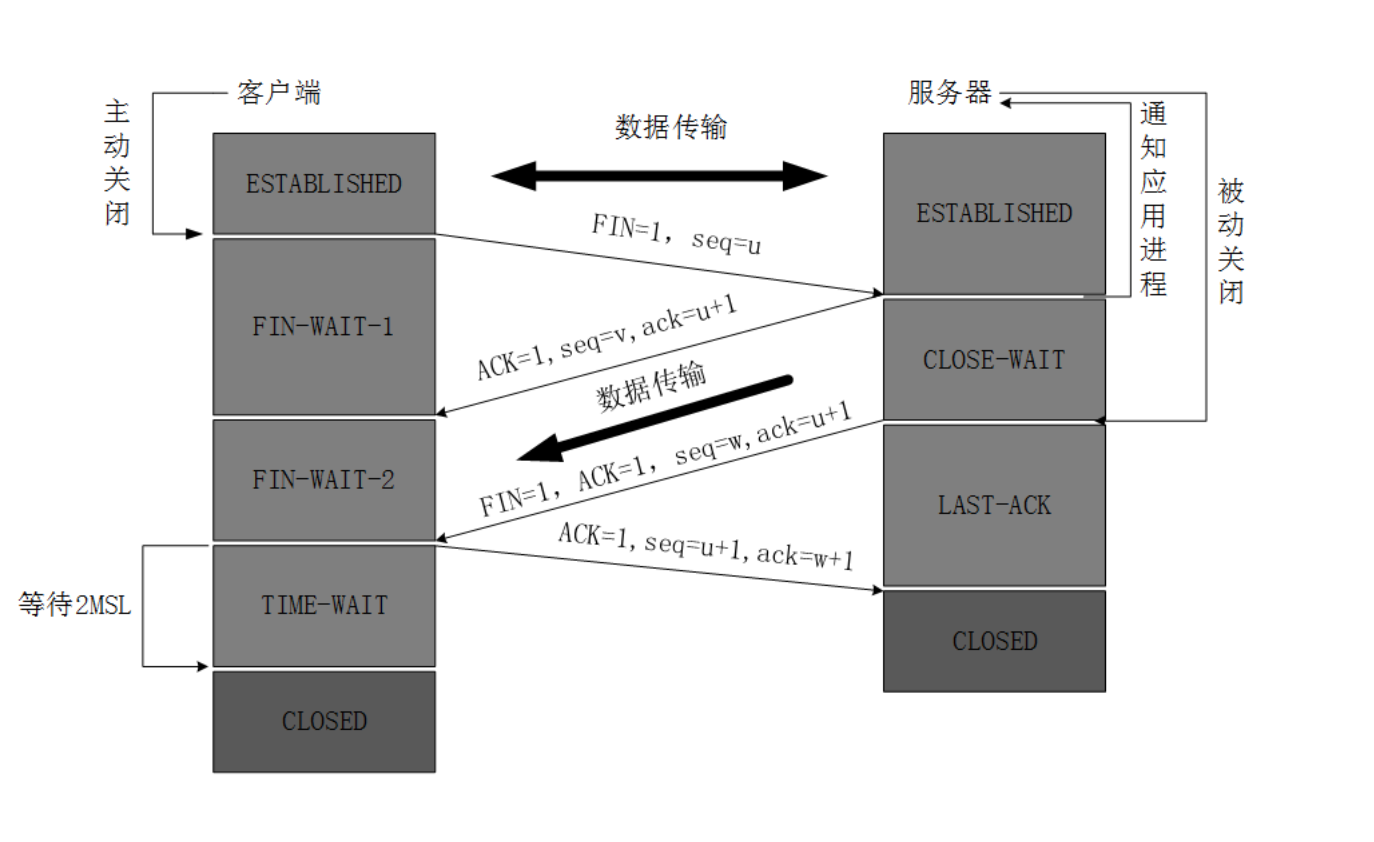 客户端
服务器
主动关闭
数据传输
通知应用进程
被动关闭
ESTABLISHED
ESTABLISHED
FIN=1, seq=u
FIN-WAIT-1
ACK=1,seq=v,ack=u+1
CLOSE-WAIT
数据传输
FIN=1, ACK=1, seq=w,ack=u+1
FIN-WAIT-2
LAST-ACK
ACK=1,seq=u+1,ack=w+1
等待2MSL
TIME-WAIT
CLOSED
CLOSED